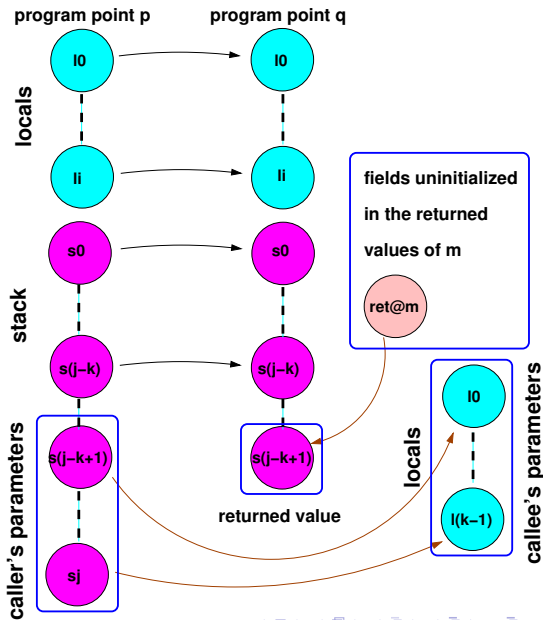 program point p
program point q
l0
l0
locals
li
li
fields uninitialized
in the returned
values of m
ret@m
s0
s0
stack
s(j−k)
s(j−k)
l0
s(j−k+1)
s(j−k+1)
locals
callee's parameters
caller's parameters
returned value
l(k−1)
sj